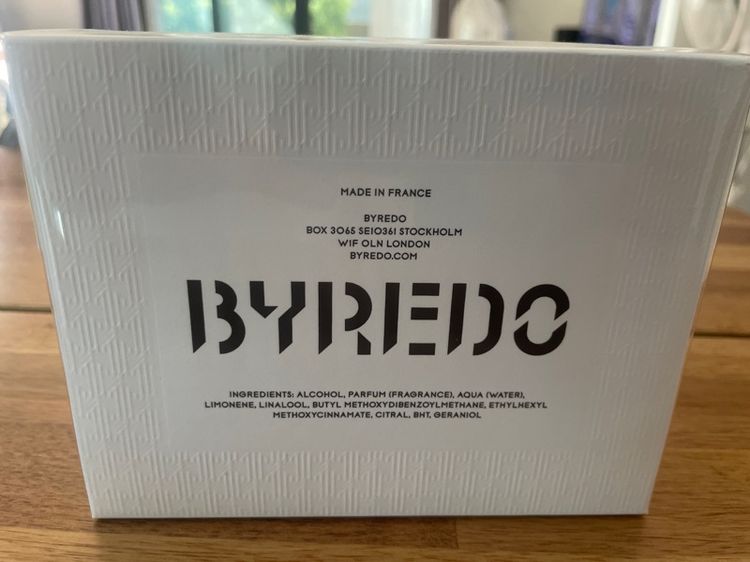 MADE IN FRANCE
BYREDO
BOX 3065 SE10361 STOCKHOLM
W1F 0LN LONDON
BYREDO.COM
BYREDO
INGREDIENTS: ALCOHOL, PARFUM (FRAGRANCE), AQUA (WATER),
LIMONENE, LINALOOL, BUTYL METHOXYDIBENZOYLMETHANE, ETHYLHEXYL
METHOXYCINNAMATE, CITRAL, BHT, GERANIOL